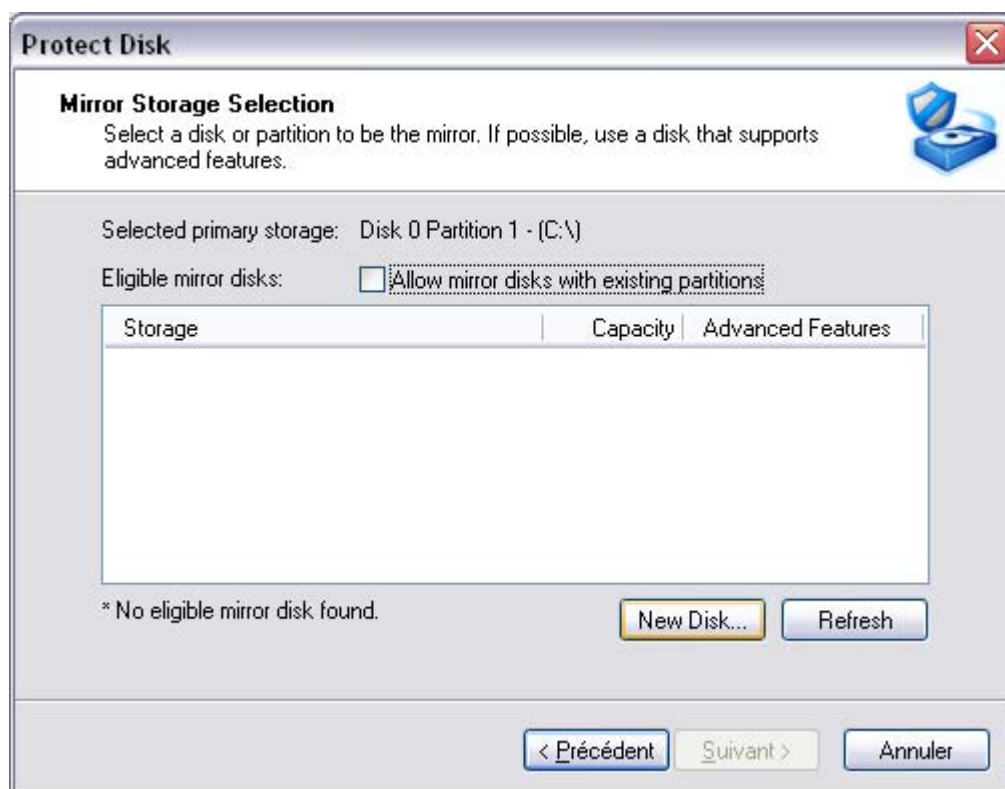 Protect Disk
Mirror Storage Selection
Select a disk or partition to be the mirror. If possible, use a disk that supports
advanced features.
Selected primary storage: Disk 0 Partition 1 - (C:\)
Eligible mirror disks: Allow mirror disks with existing partitions
Storage Capacity Advanced Features
* No eligible mirror disk found.
New Disk... Refresh
< Précédent Suivant > Annuler